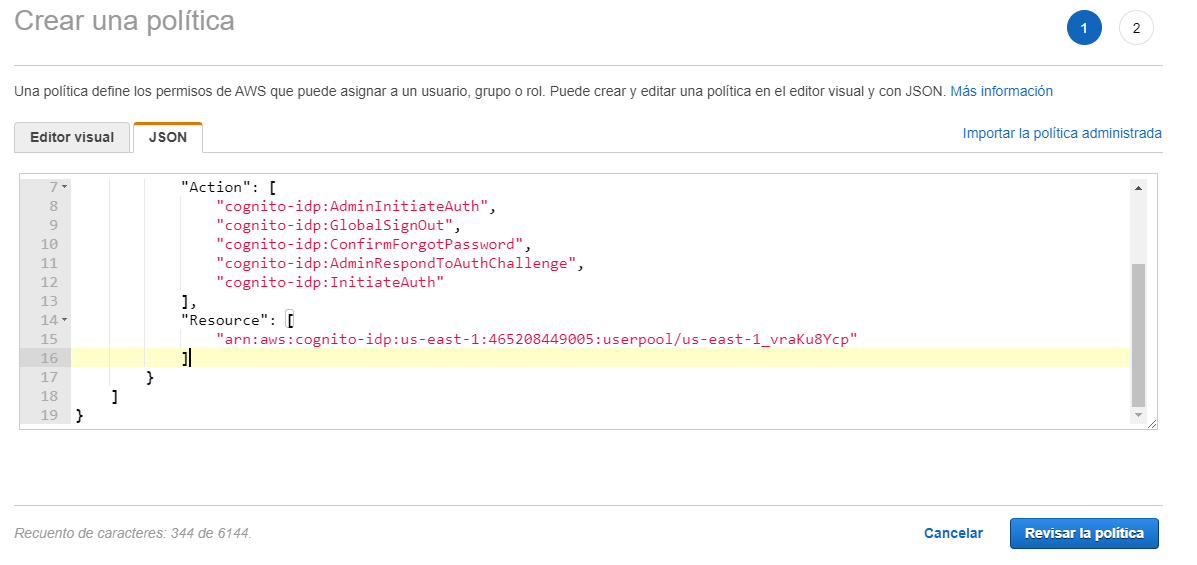 Crear una política
1
2
Una política define los permisos de AWS que puede asignar a un usuario, grupo o rol. Puede crear y editar una política en el editor visual y con JSON. Más información
Editor visual
JSON
Importar la política administrada
7 "Action": [
8 "cognito-idp:AdminInitiateAuth",
9 "cognito-idp:GlobalSignOut",
10 "cognito-idp:ConfirmForgotPassword",
11 "cognito-idp:AdminRespondToAuthChallenge",
12 "cognito-idp:InitiateAuth"
13 ],
14 "Resource": [
15 "arn:aws:cognito-idp:us-east-1:465208449005:userpool/us-east-1_vraKu8Ycp"
16 ]
17 }
18 ]
19 }
Recuento de caracteres: 344 de 6144.
Cancelar
Revisar la política